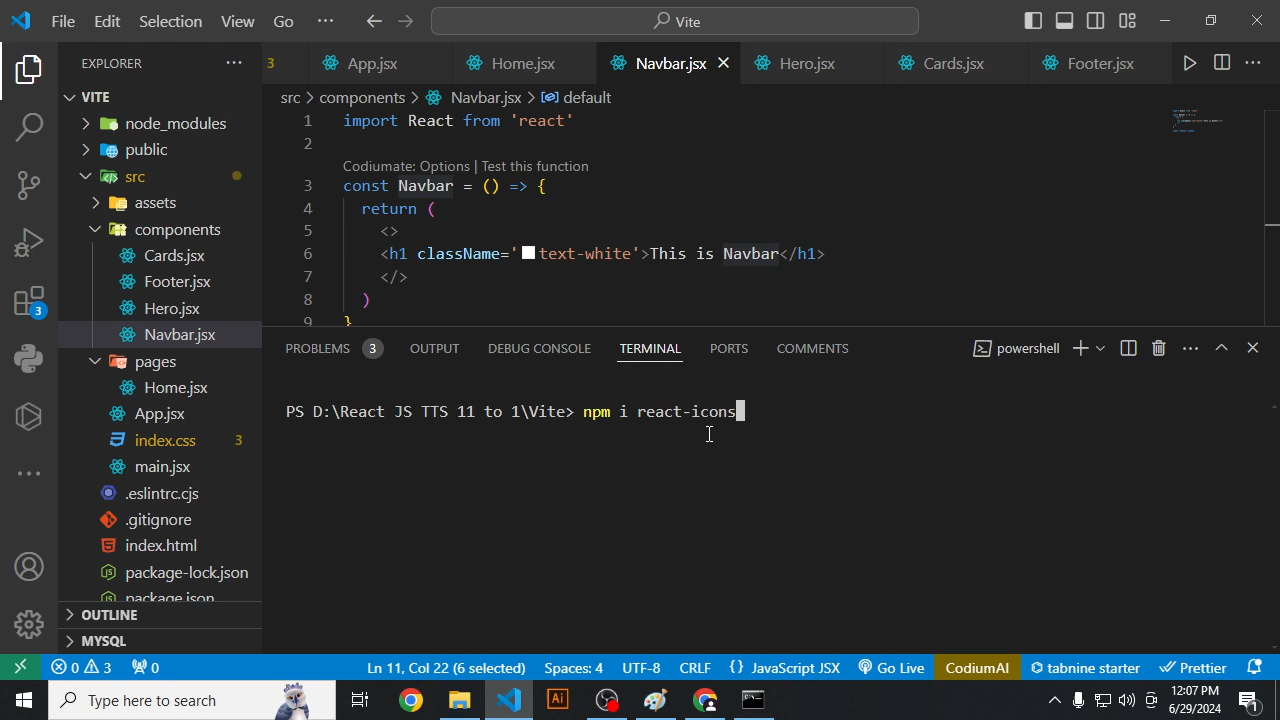 File Edit Selection View Go ··· Vite
EXPLORER ···
3 App.jsx Home.jsx Navbar.jsx Hero.jsx Cards.jsx Footer.jsx ···
src > components > Navbar.jsx > default
VITE
node_modules
public
src
assets
components
Cards.jsx
Footer.jsx
Hero.jsx
Navbar.jsx
pages
Home.jsx
App.jsx
index.css 3
main.jsx
.eslintrc.cjs
.gitignore
index.html
package-lock.json
package.json
OUTLINE
MYSQL
3
1 import React from 'react'
2
Codiumate: Options | Test this function
3 const Navbar = () => {
4 return (
5 <>
6 <h1 className='text-white'>This is Navbar</h1>
7 </>
8 )
9 }
PROBLEMS 3 OUTPUT DEBUG CONSOLE TERMINAL PORTS COMMENTS powershell ···
PS D:\React JS TTS 11 to 1\Vite> npm i react-icons
0 3 0 Ln 11, Col 22 (6 selected) Spaces: 4 UTF-8 CRLF {} JavaScript JSX Go Live CodiumAI tabnine starter Prettier
Type here to search
Ai
12:07 PM
6/29/2024
1